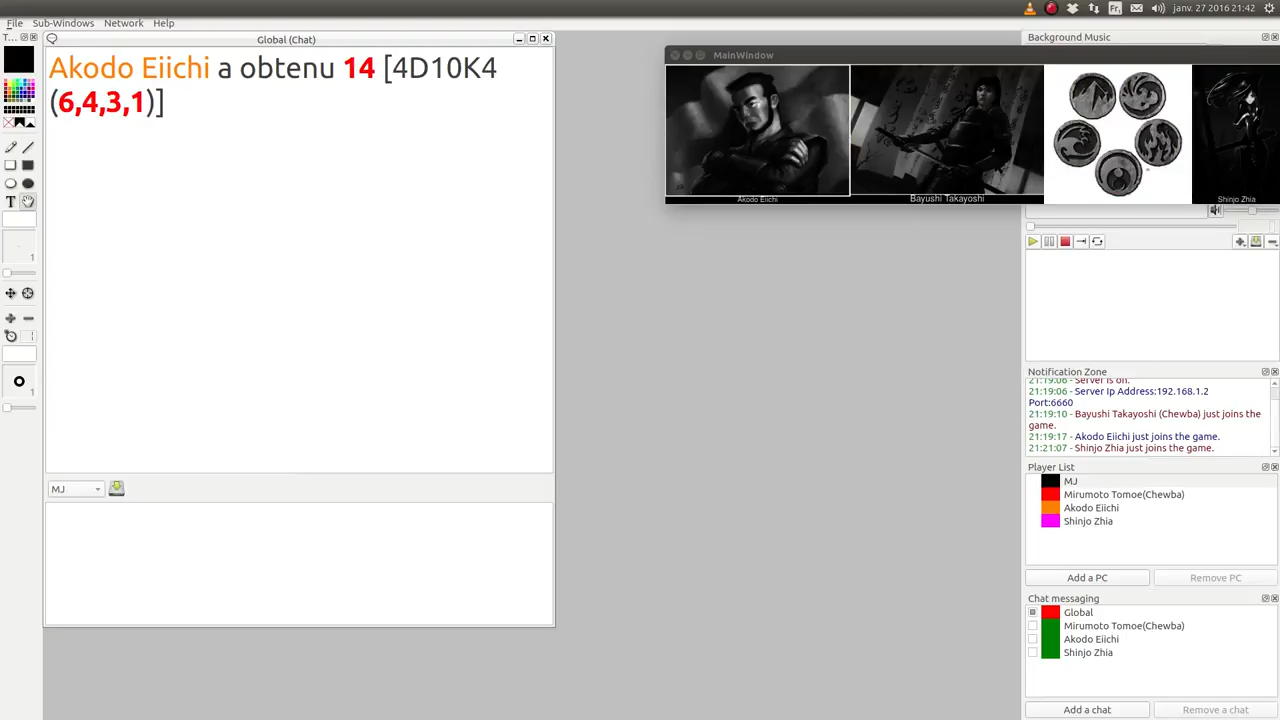 janv. 27 2016 21:42
Fr
File Sub-Windows Network Help
T...
Global (Chat)
Akodo Eiichi a obtenu 14 [4D10K4
(6,4,3,1)]
MJ
1
1
MainWindow
Akodo Eiichi
Bayushi Takayoshi
Shinjo Zhia
Background Music
Notification Zone
21:19:06 - Server is on.
21:19:06 - Server Ip Address:192.168.1.2
Port:6660
21:19:10 - Bayushi Takayoshi (Chewba) just joins the
game.
21:19:17 - Akodo Eiichi just joins the game.
21:21:07 - Shinjo Zhia just joins the game.
Player List
MJ
Mirumoto Tomoe(Chewba)
Akodo Eiichi
Shinjo Zhia
Add a PC
Remove PC
Chat messaging
Global
Mirumoto Tomoe(Chewba)
Akodo Eiichi
Shinjo Zhia
Add a chat
Remove a chat